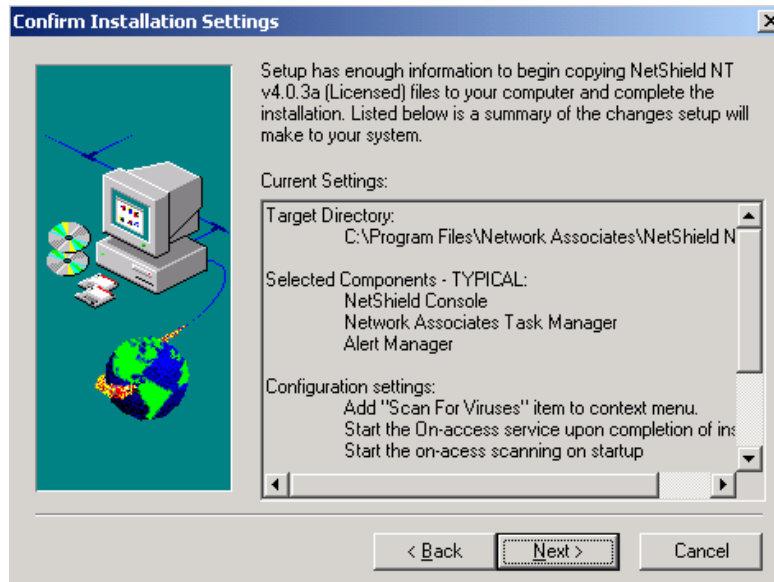 Confirm Installation Settings
Setup has enough information to begin copying NetShield NT
v4.0.3a (Licensed) files to your computer and complete the
installation. Listed below is a summary of the changes setup will
make to your system.
Current Settings:
Target Directory:
C:\Program Files\Network Associates\NetShield N
Selected Components - TYPICAL:
NetShield Console
Network Associates Task Manager
Alert Manager
Configuration settings:
Add "Scan For Viruses" item to context menu.
Start the On-access service upon completion of ins
Start the on-acess scanning on startup
< Back
Next >
Cancel